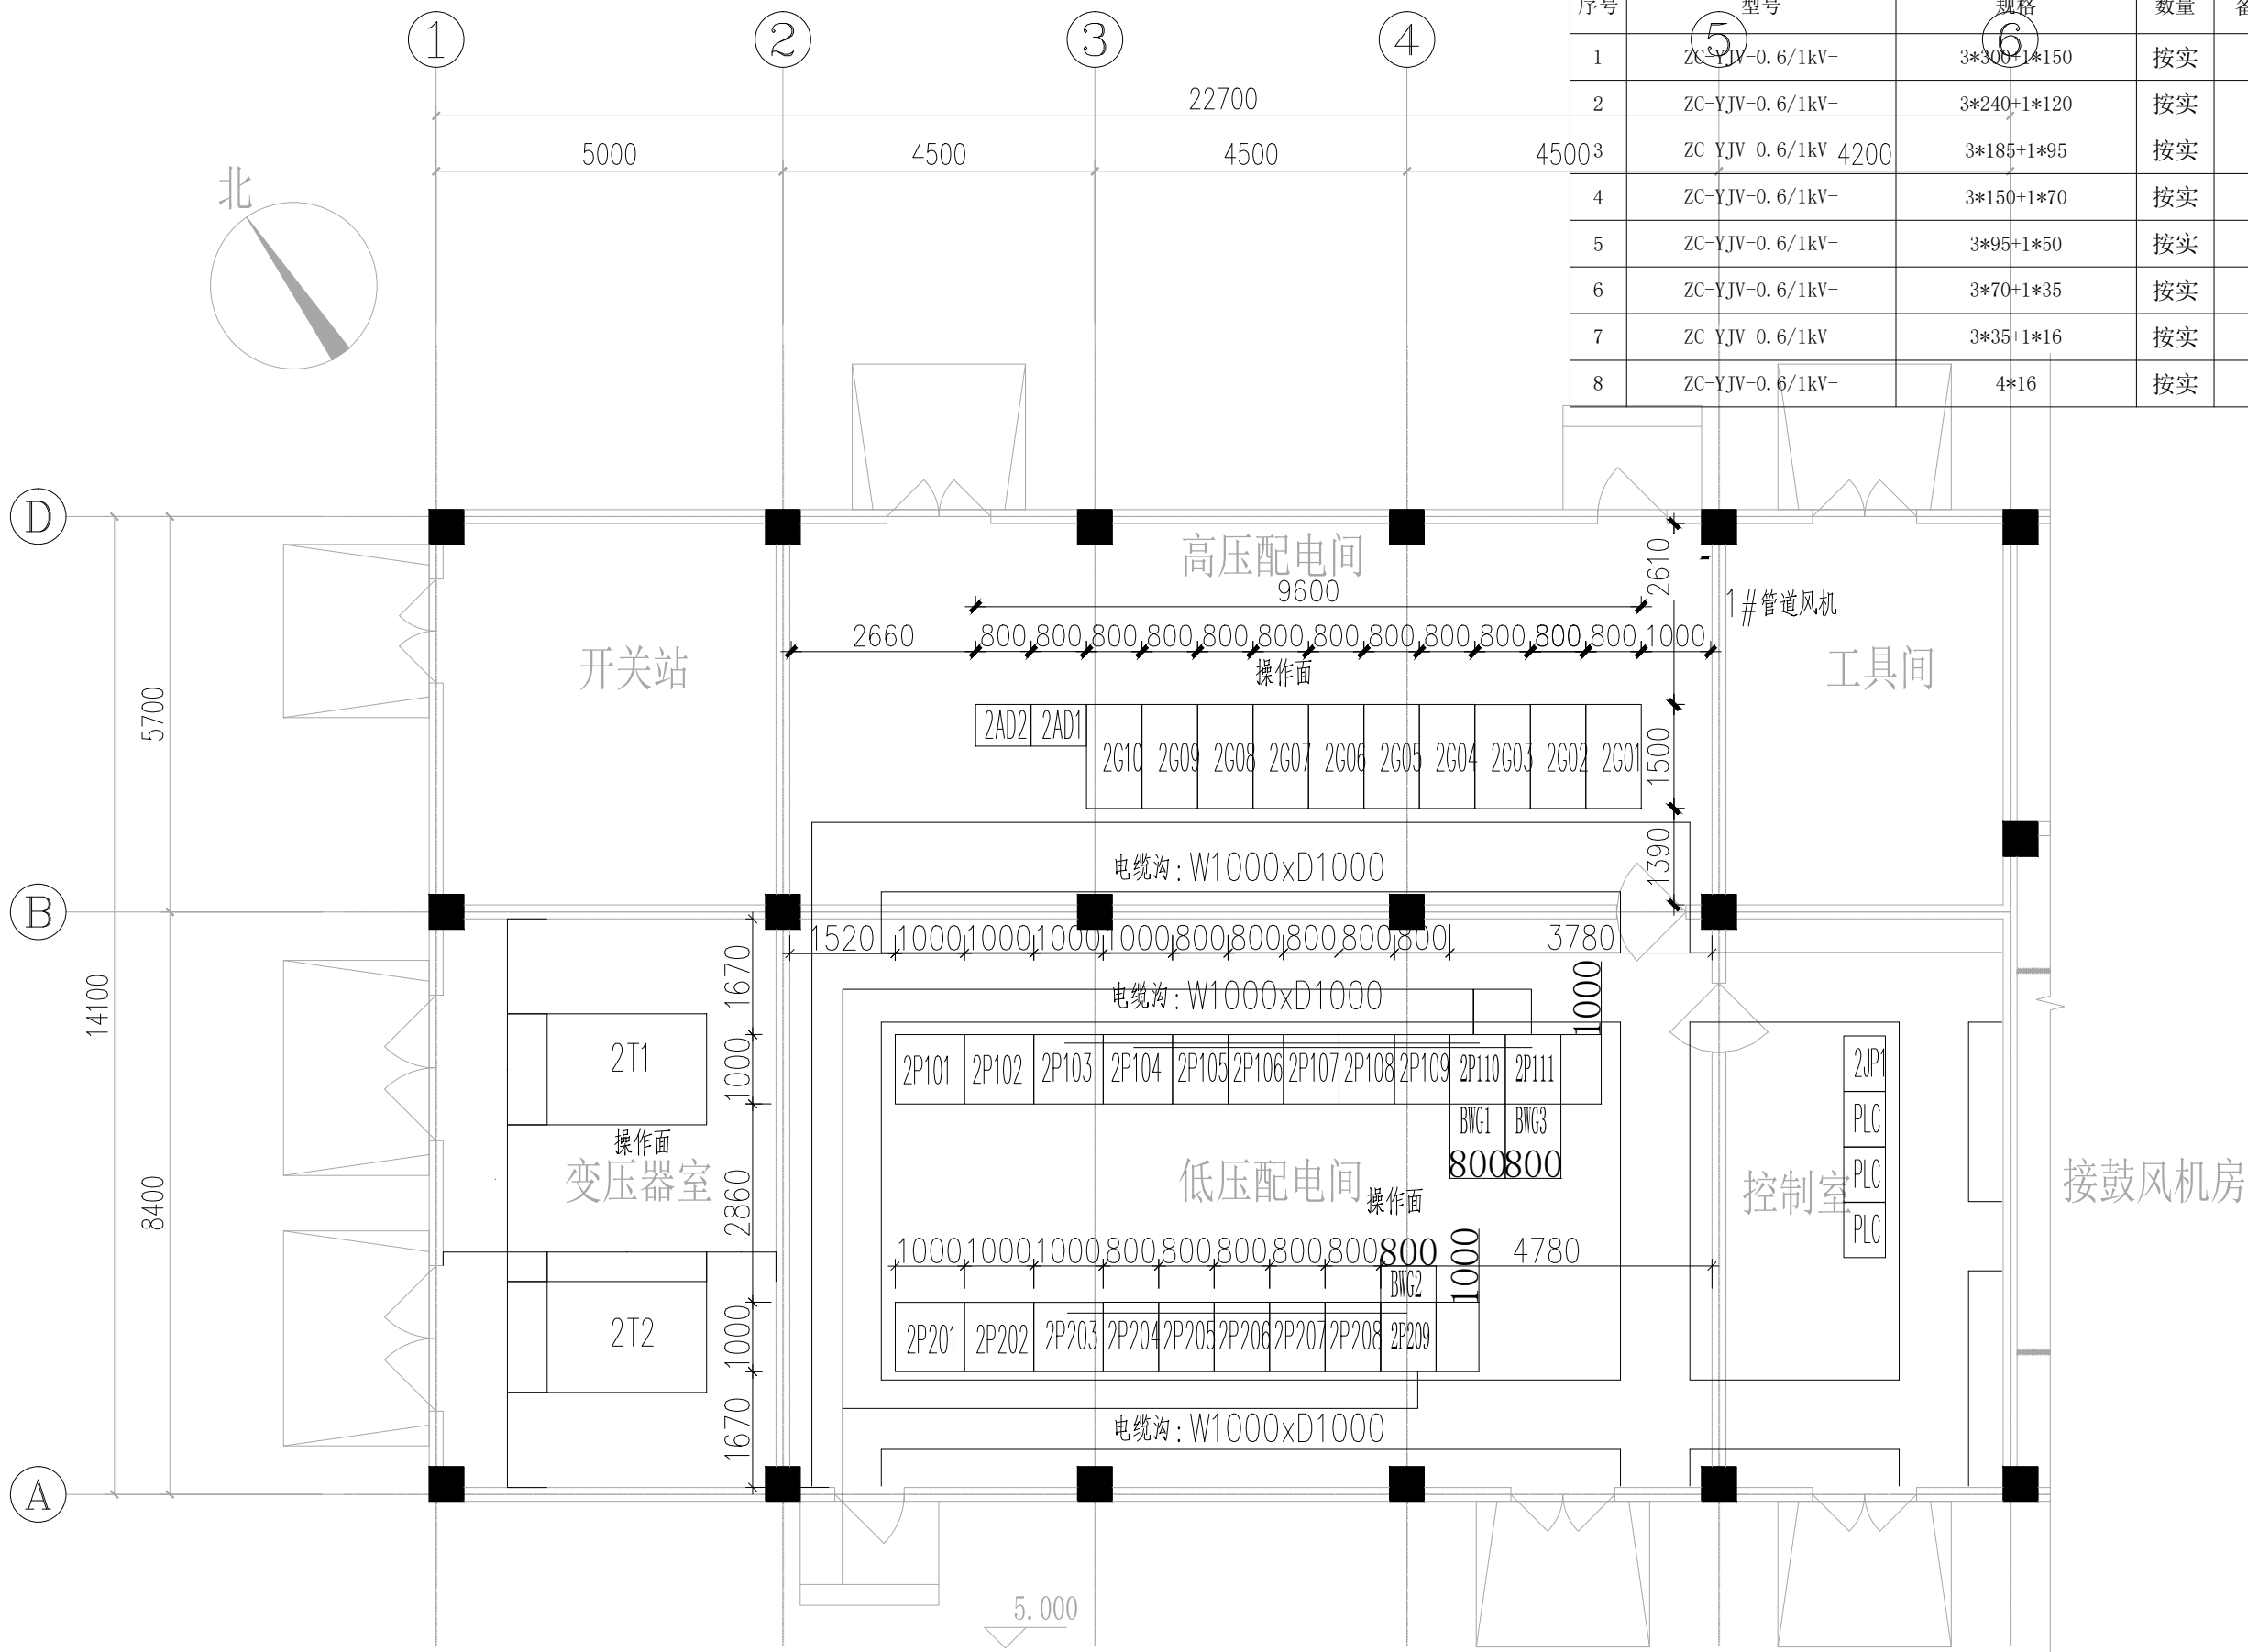 序号 型号 规格 数量
1 2 3 4 5 6
1 ZC-YJV-0.6/1kV- 3*300+1*150 按实
22700
2 ZC-YJV-0.6/1kV- 3*240+1*120 按实
5000 4500 4500 4500 4200
3 ZC-YJV-0.6/1kV- 3*185+1*95 按实
北
4 ZC-YJV-0.6/1kV- 3*150+1*70 按实
5 ZC-YJV-0.6/1kV- 3*95+1*50 按实
6 ZC-YJV-0.6/1kV- 3*70+1*35 按实
7 ZC-YJV-0.6/1kV- 3*35+1*16 按实
8 ZC-YJV-0.6/1kV- 4*16 按实
D
高压配电间
2610
9600
1#管道风机
2660 800 800 800 800 800 800 800 800 800 800 800 800 1000
开关站
操作面
工具间
5700
2AD2 2AD1
2G10 2G09 2G08 2G07 2G06 2G05 2G04 2G03 2G02 2G01
1500
1390
电缆沟:W1000xD1000
B
1520 1000 1000 1000 1000 800 800 800 800 800 3780
1670
14100
电缆沟:W1000xD1000
1000
2T1
1000
2P101 2P102 2P103 2P104 2P105 2P106 2P107 2P108 2P109 2P110 2P111
2JP1
PLC
PLC
PLC
BWG1 BWG3
800 800
操作面
变压器室
低压配电间
控制室
接鼓风机房
8400
2860
操作面
1000 1000 1000 800 800 800 800 800 800 4780
1000
BWG2
2T2
1000
2P201 2P202 2P203 2P204 2P205 2P206 2P207 2P208 2P209
1670
电缆沟:W1000xD1000
A
5.000